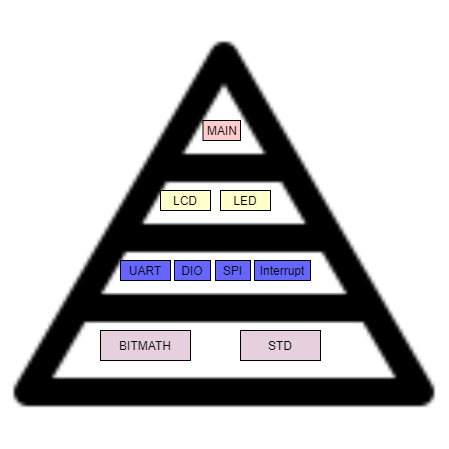 MAIN
LCD LED
UART DIO SPI Interrupt
BITMATH STD